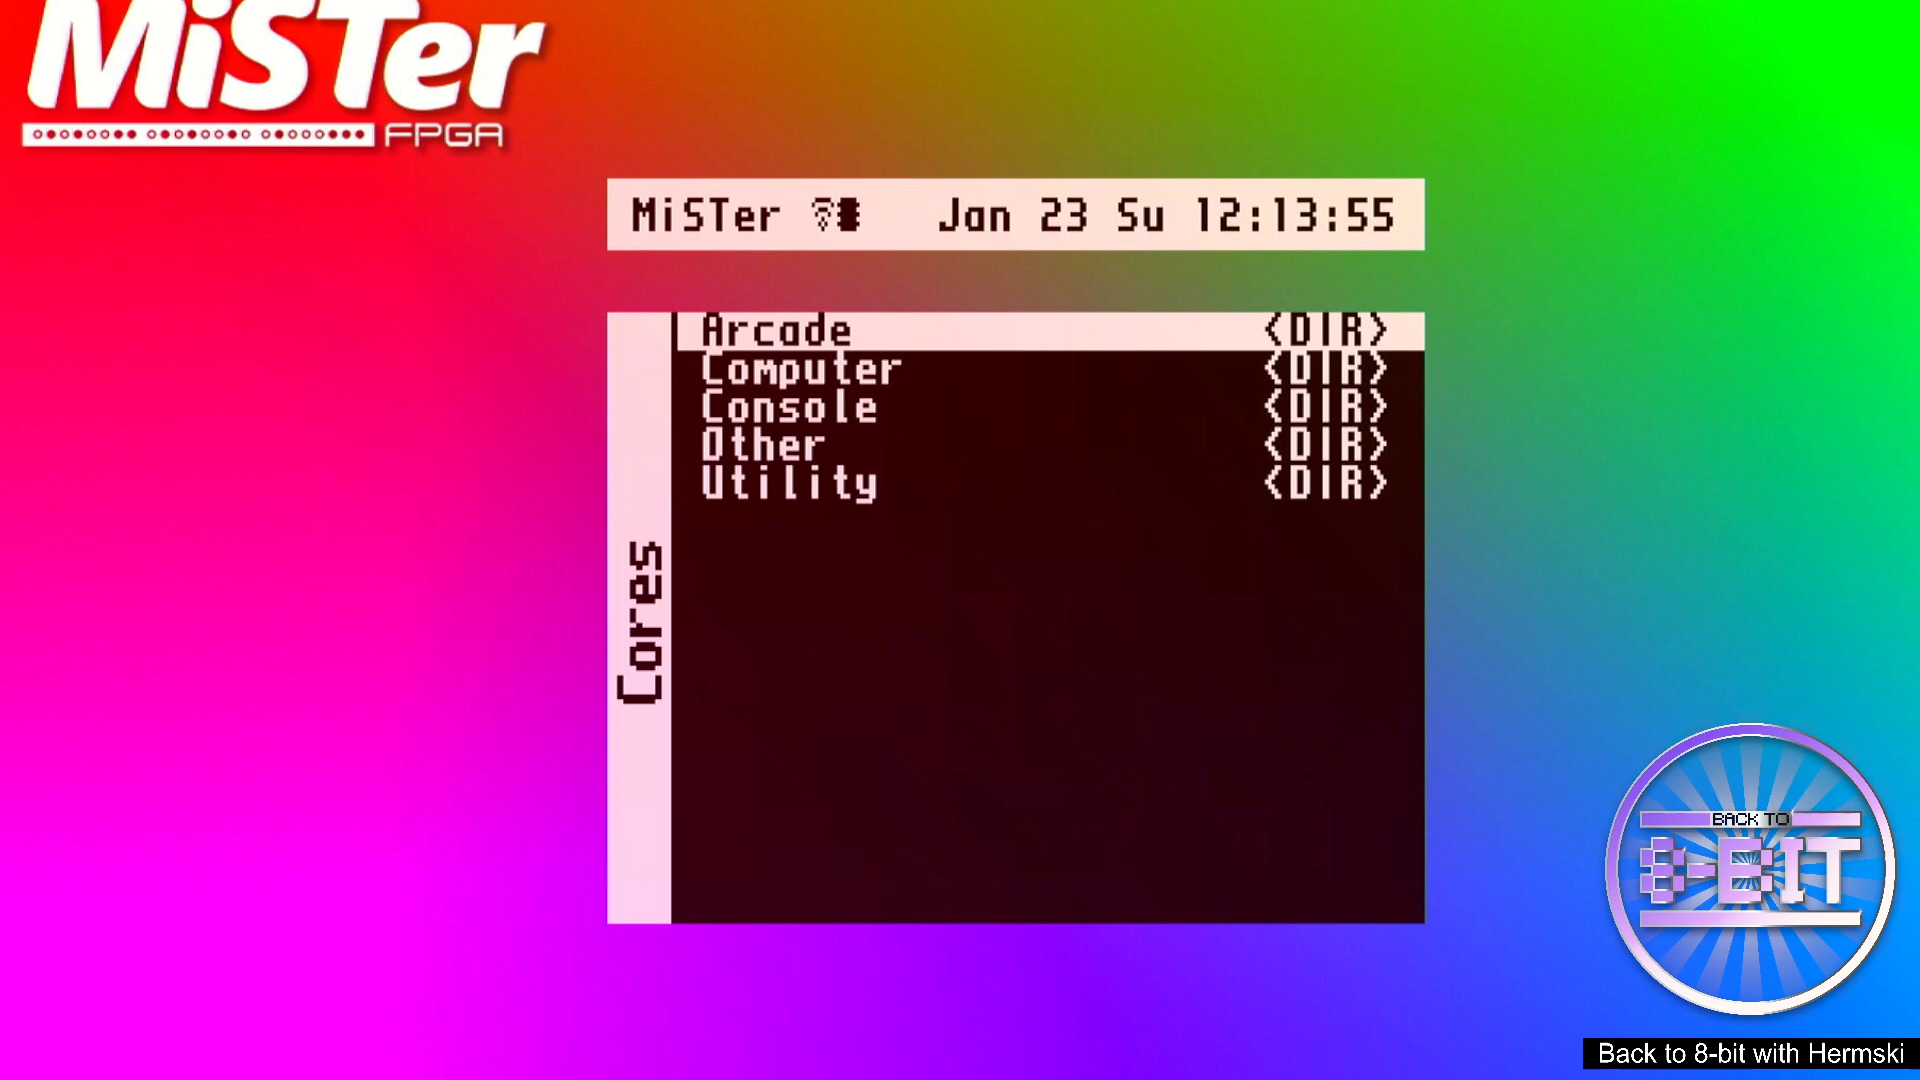 MiSTer
FPGA
MiSTer Jan 23 Su 12:13:55
Arcade <DIR>
Computer <DIR>
Console <DIR>
Other <DIR>
Utility <DIR>
Cores
BACK TO
8-BIT
Back to 8-bit with Hermski